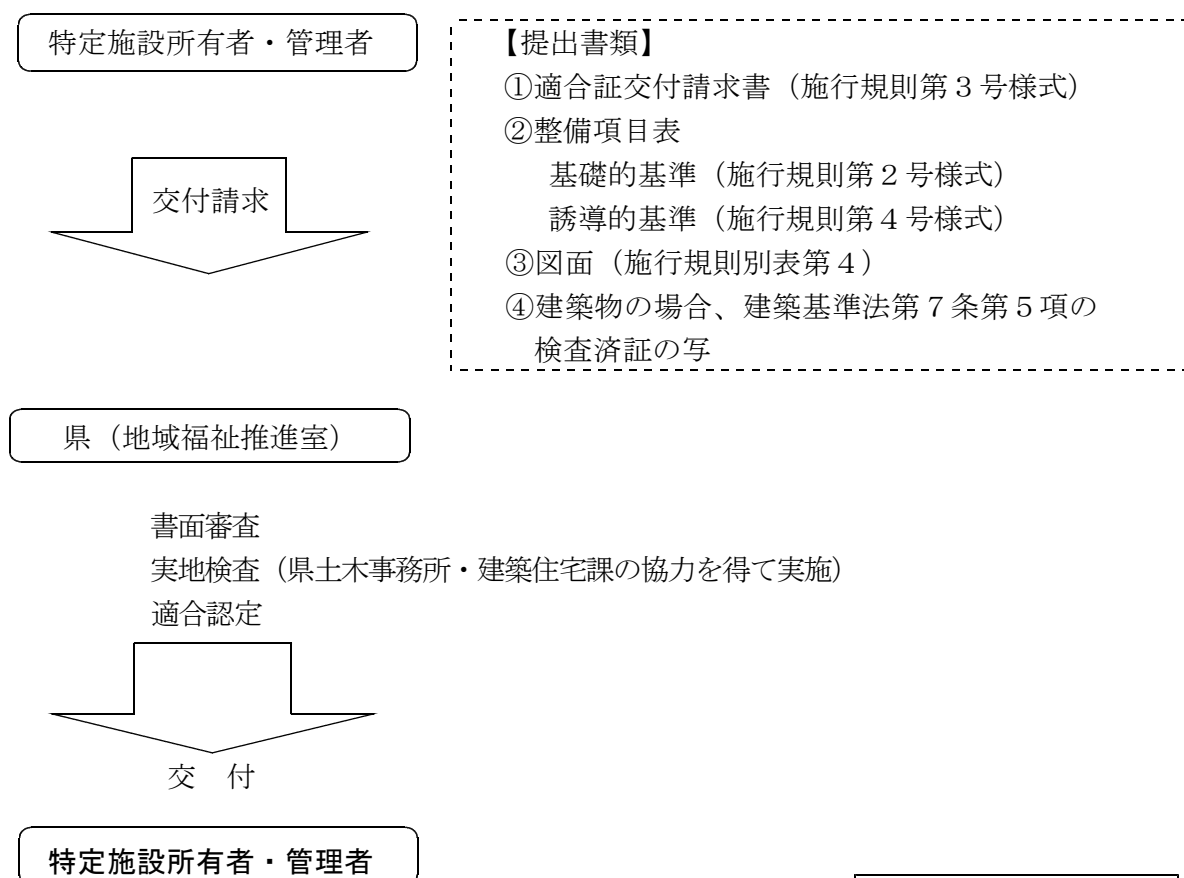 特定施設所有者・管理者
【提出書類】
①適合証交付請求書（施行規則第３号様式）
②整備項目表
基礎的基準（施行規則第２号様式）
誘導的基準（施行規則第４号様式）
③図面（施行規則別表第４）
④建築物の場合、建築基準法第７条第５項の
検査済証の写
交付請求
県（地域福祉推進室）
書面審査
実地検査（県土木事務所・建築住宅課の協力を得て実施）
適合認定
交　付
特定施設所有者・管理者